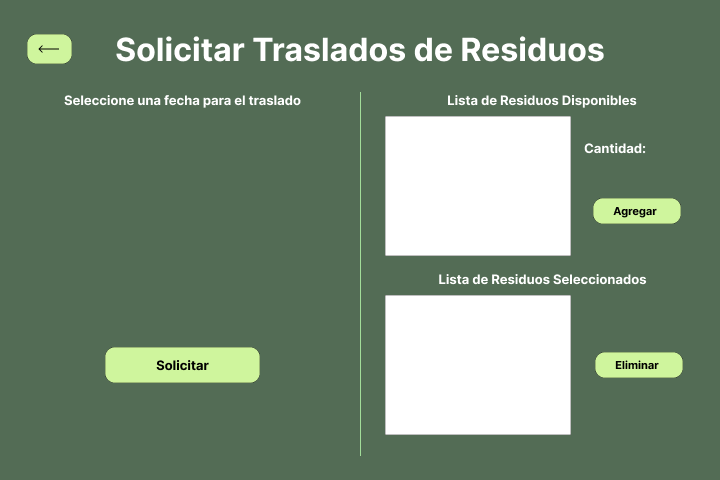 Solicitar Traslados de Residuos
Seleccione una fecha para el traslado
Solicitar
Lista de Residuos Disponibles
Cantidad:
Agregar
Lista de Residuos Seleccionados
Eliminar